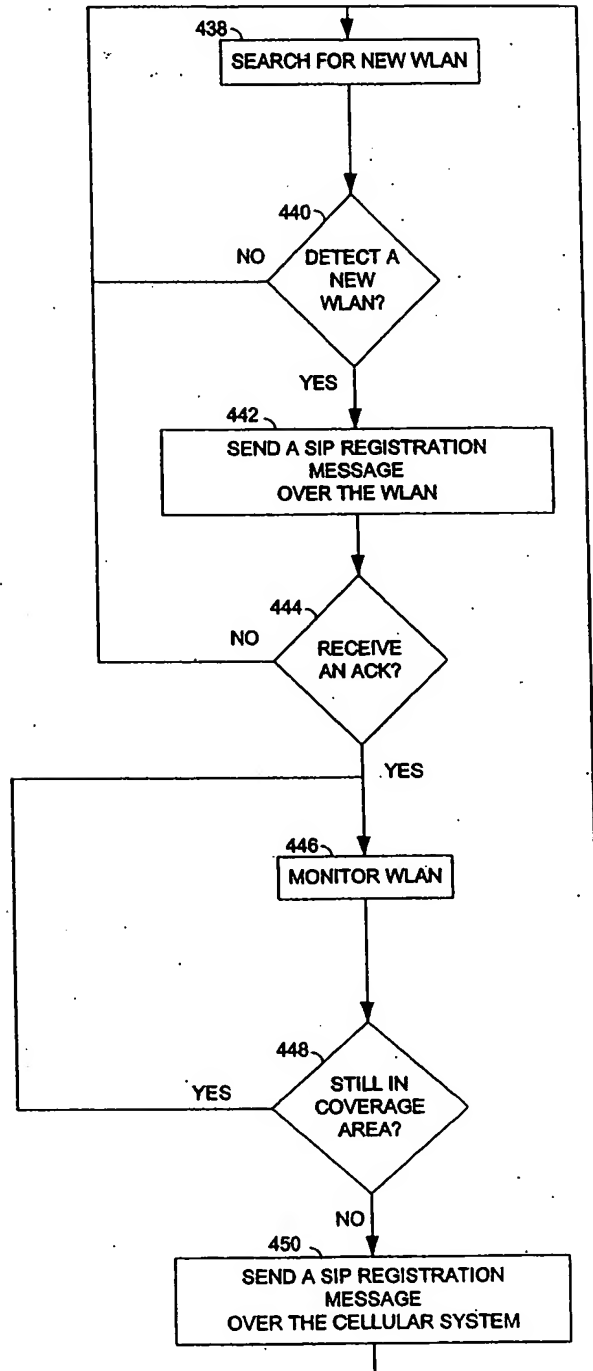 438
SEARCH FOR NEW WLAN
440
DETECT A
NEW
WLAN?
NO
YES
442
SEND A SIP REGISTRATION
MESSAGE
OVER THE WLAN
444
RECEIVE
AN ACK?
NO
YES
446
MONITOR WLAN
448
STILL IN
COVERAGE
AREA?
YES
NO
450
SEND A SIP REGISTRATION
MESSAGE
OVER THE CELLULAR SYSTEM